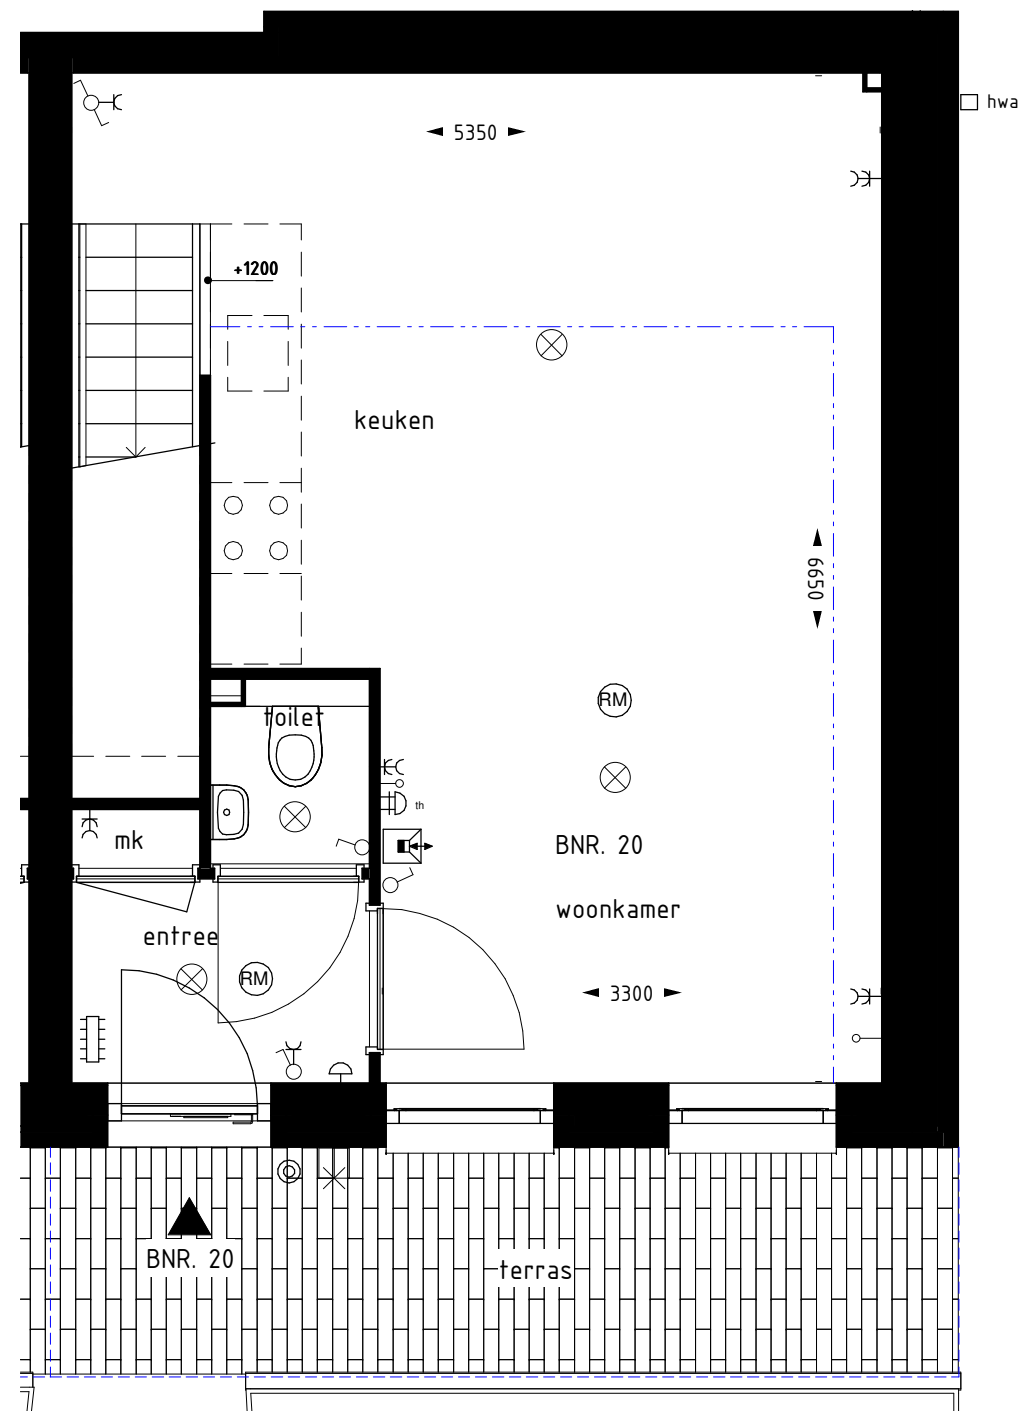 hwa
5350
+1200
keuken
6650
RM
toilet
th
mk
BNR. 20
woonkamer
entree
RM
3300
BNR. 20
terras